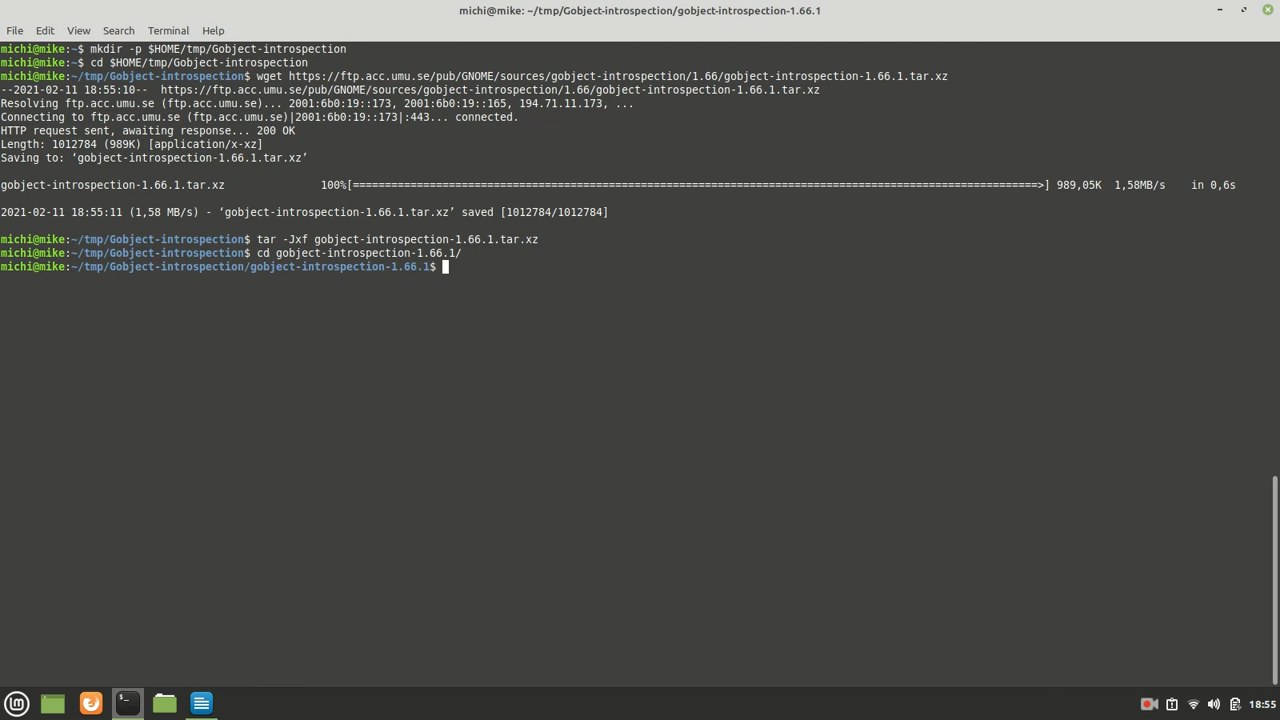 michi@mike: ~/tmp/Gobject-introspection/gobject-introspection-1.66.1
File Edit View Search Terminal Help
michi@mike:~$ mkdir -p $HOME/tmp/Gobject-introspection
michi@mike:~$ cd $HOME/tmp/Gobject-introspection
michi@mike:~/tmp/Gobject-introspection$ wget https://ftp.acc.umu.se/pub/GNOME/sources/gobject-introspection/1.66/gobject-introspection-1.66.1.tar.xz
--2021-02-11 18:55:10--  https://ftp.acc.umu.se/pub/GNOME/sources/gobject-introspection/1.66/gobject-introspection-1.66.1.tar.xz
Resolving ftp.acc.umu.se (ftp.acc.umu.se)... 2001:6b0:19::173, 2001:6b0:19::165, 194.71.11.173, ...
Connecting to ftp.acc.umu.se (ftp.acc.umu.se)|2001:6b0:19::173|:443... connected.
HTTP request sent, awaiting response... 200 OK
Length: 1012784 (989K) [application/x-xz]
Saving to: ‘gobject-introspection-1.66.1.tar.xz’
gobject-introspection-1.66.1.tar.xz 100%[===========================================================================================================>] 989,05K 1,58MB/s in 0,6s
2021-02-11 18:55:11 (1,58 MB/s) - ‘gobject-introspection-1.66.1.tar.xz’ saved [1012784/1012784]
michi@mike:~/tmp/Gobject-introspection$ tar -Jxf gobject-introspection-1.66.1.tar.xz
michi@mike:~/tmp/Gobject-introspection$ cd gobject-introspection-1.66.1/
michi@mike:~/tmp/Gobject-introspection/gobject-introspection-1.66.1$
18:55